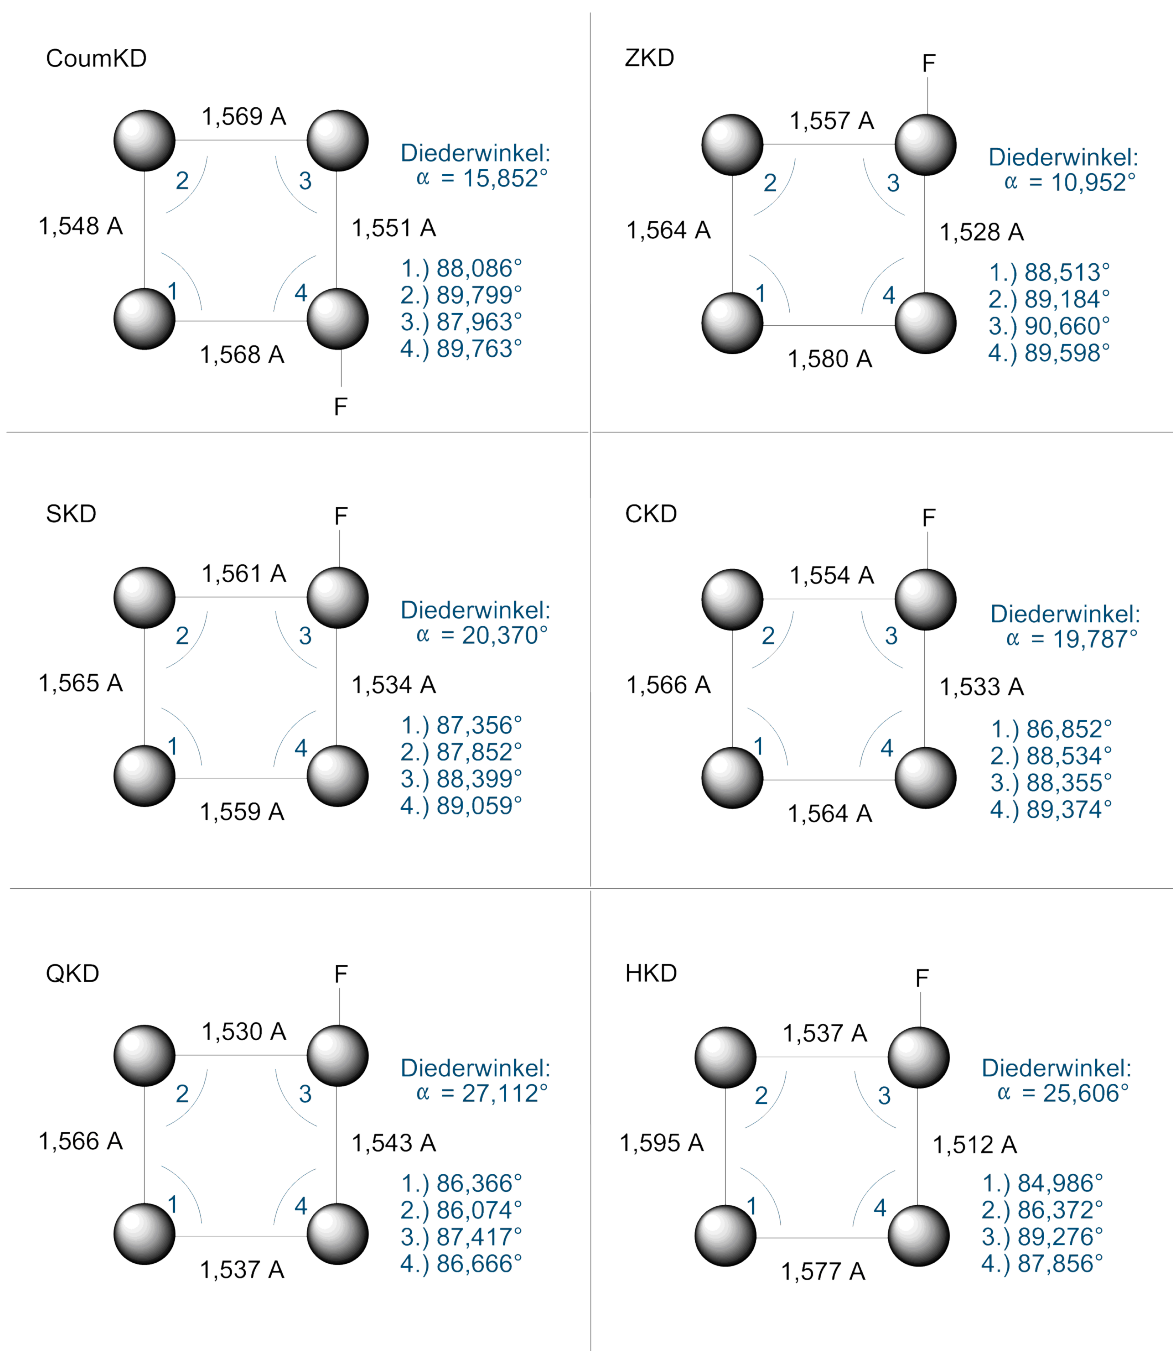 CoumKD
1,569 A
2
3
Diederwinkel:
α = 15,852°
1,548 A
1,551 A
1
4
1.) 88,086°
2.) 89,799°
3.) 87,963°
4.) 89,763°
1,568 A
F
ZKD
F
1,557 A
2
3
Diederwinkel:
α = 10,952°
1,564 A
1,528 A
1
4
1.) 88,513°
2.) 89,184°
3.) 90,660°
4.) 89,598°
1,580 A
SKD
F
1,561 A
2
3
Diederwinkel:
α = 20,370°
1,565 A
1,534 A
1
4
1.) 87,356°
2.) 87,852°
3.) 88,399°
4.) 89,059°
1,559 A
CKD
F
1,554 A
2
3
Diederwinkel:
α = 19,787°
1,566 A
1,533 A
1
4
1.) 86,852°
2.) 88,534°
3.) 88,355°
4.) 89,374°
1,564 A
QKD
F
1,530 A
2
3
Diederwinkel:
α = 27,112°
1,566 A
1,543 A
1
4
1.) 86,366°
2.) 86,074°
3.) 87,417°
4.) 86,666°
1,537 A
HKD
F
1,537 A
2
3
Diederwinkel:
α = 25,606°
1,595 A
1,512 A
1
4
1.) 84,986°
2.) 86,372°
3.) 89,276°
4.) 87,856°
1,577 A